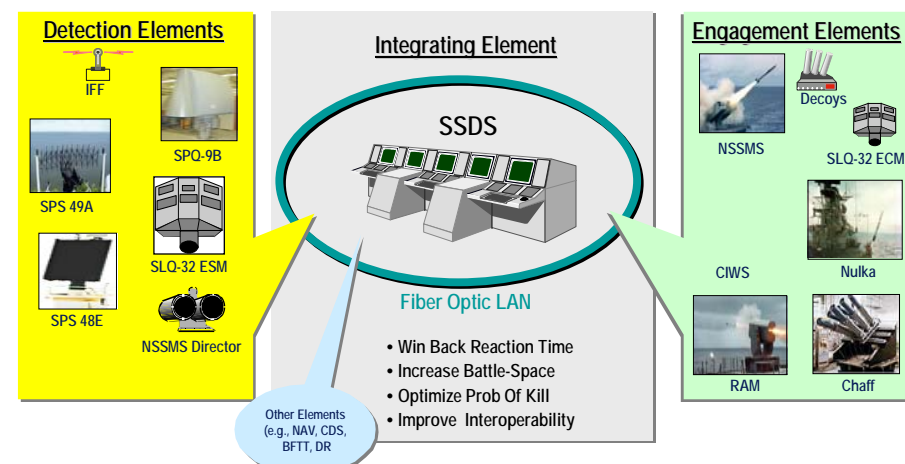 Detection Elements
IFF
SPQ-9B
SPS 49A
SLQ-32 ESM
SPS 48E
NSSMS Director
Integrating Element
SSDS
Fiber Optic LAN
• Win Back Reaction Time
• Increase Battle-Space
• Optimize Prob Of Kill
• Improve Interoperability
Other Elements
(e.g., NAV, CDS,
BFTT, DR
Engagement Elements
Decoys
NSSMS
SLQ-32 ECM
CIWS
Nulka
RAM
Chaff